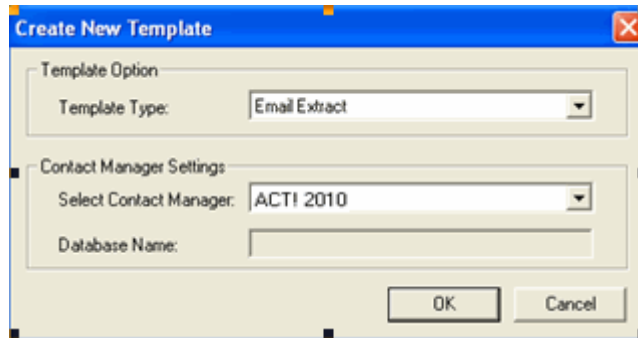 Create New Template
Template Option
Template Type: Email Extract
Contact Manager Settings
Select Contact Manager: ACT! 2010
Database Name:
OK Cancel